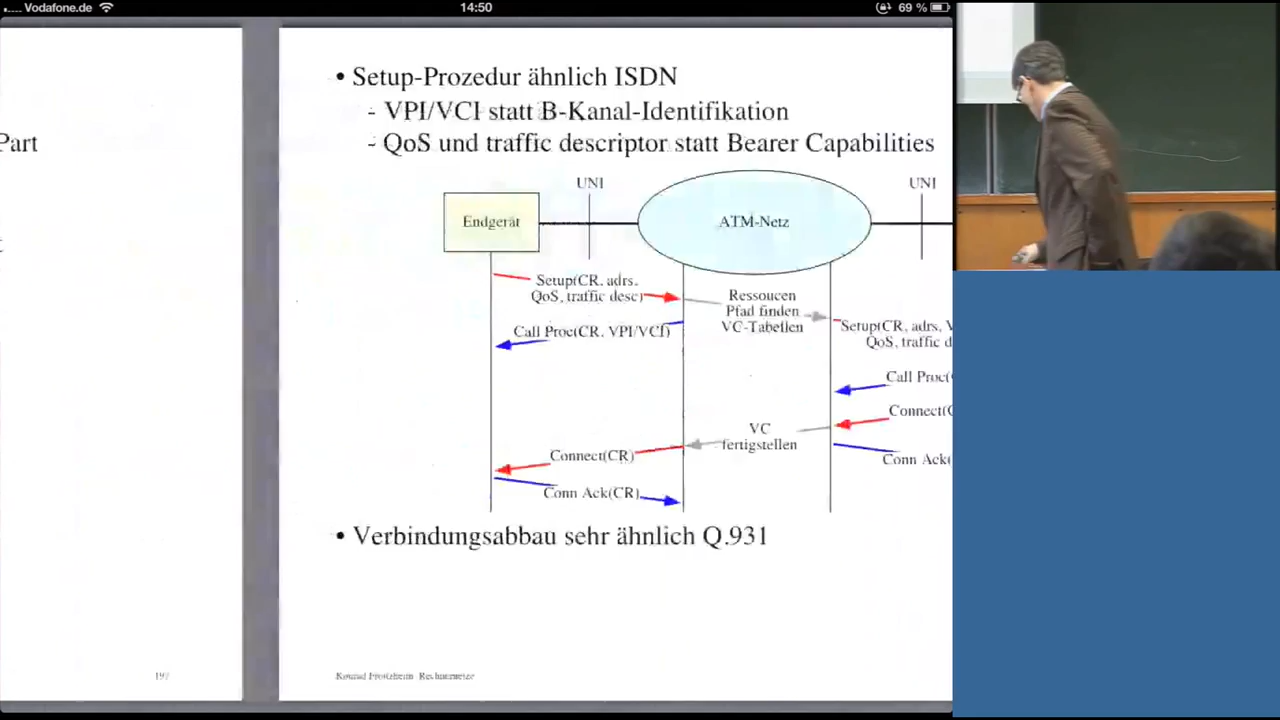 ..... Vodafone.de
14:50
69 %
Part
• Setup-Prozedur ähnlich ISDN
- VPI/VCI statt B-Kanal-Identifikation
- QoS und traffic descriptor statt Bearer Capabilities
UNI
UNI
Endgerät
ATM-Netz
Setup(CR, adrs.
QoS, traffic desc)
Ressoucen
Pfad finden
VC-Tabellen
Call Proc(CR, VPI/VCI)
Setup(CR, adrs, V
QoS, traffic d
Call Proc(
Connect(C
VC
fertigstellen
Connect(CR)
Conn Ack(
Conn Ack(CR)
• Verbindungsabbau sehr ähnlich Q.931
197
Konrad Froitzheim Rechnernetze